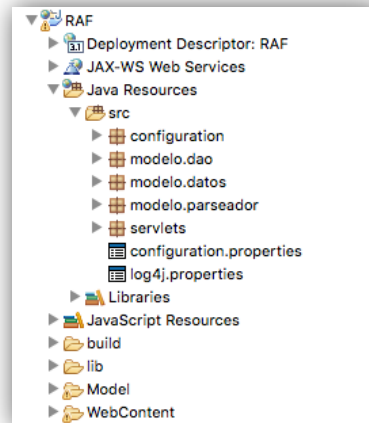 RAF
Deployment Descriptor: RAF
JAX-WS Web Services
Java Resources
src
configuration
modelo.dao
modelo.datos
modelo.parseador
servlets
configuration.properties
log4j.properties
Libraries
JavaScript Resources
build
lib
Model
WebContent